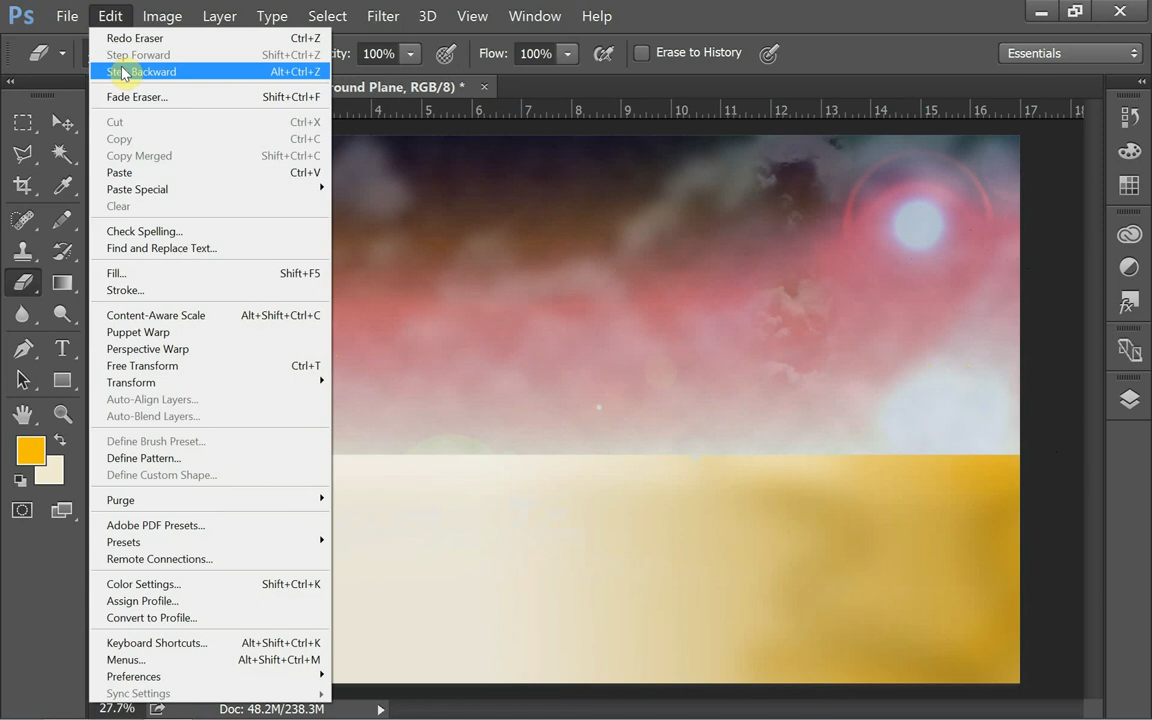 Ps File Edit Image Layer Type Select Filter 3D View Window Help
ity: 100% Flow: 100% Erase to History Essentials
round Plane, RGB/8) *
4 5 6 7 8 9 10 11 12 13 14 15 16 17 18
Redo Eraser Ctrl+Z
Step Forward Shift+Ctrl+Z
Step Backward Alt+Ctrl+Z
Fade Eraser... Shift+Ctrl+F
Cut Ctrl+X
Copy Ctrl+C
Copy Merged Shift+Ctrl+C
Paste Ctrl+V
Paste Special
Clear
Check Spelling...
Find and Replace Text...
Fill... Shift+F5
Stroke...
Content-Aware Scale Alt+Shift+Ctrl+C
Puppet Warp
Perspective Warp
Free Transform Ctrl+T
Transform
Auto-Align Layers...
Auto-Blend Layers...
Define Brush Preset...
Define Pattern...
Define Custom Shape...
Purge
Adobe PDF Presets...
Presets
Remote Connections...
Color Settings... Shift+Ctrl+K
Assign Profile...
Convert to Profile...
Keyboard Shortcuts... Alt+Shift+Ctrl+K
Menus... Alt+Shift+Ctrl+M
Preferences
Sync Settings
27.7% Doc: 48.2M/238.3M